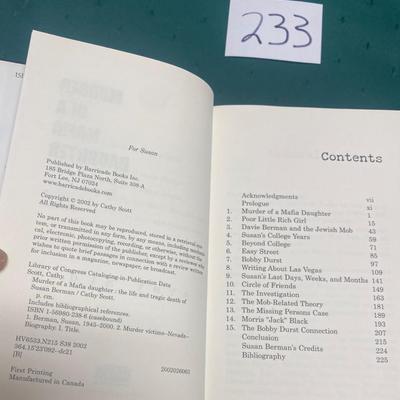 233
ISB
For Susan
Published by Barricade Books Inc.
185 Bridge Plaza North, Suite 308-A
Fort Lee, NJ 07024
www.barricadebooks.com
Copyright © 2002 by Cathy Scott
All Rights Reserved
No part of this book may be reproduced, stored in a retrieval sys-
tem, or transmitted in any form, by any means, including mechani-
cal, electronic, photocopying, recording, or otherwise, without the
prior written permission of the publisher, except by a reviewer who
wishes to quote brief passages in connection with a review written
for inclusion in a magazine, newspaper, or broadcast.
Library of Congress Cataloging-in-Publication Data
Scott, Cathy.
Murder of a Mafia daughter : the life and tragic death of
Susan Berman / Cathy Scott.
p. cm.
Includes bibliographical references.
ISBN 1-56980-238-6 (casebound)
1. Berman, Susan, 1945-2000. 2. Murder victims--Nevada--
Biography. I. Title.
HV6533.N215 S38 2002
364.15'23'092--dc21
[B]
2002026061
First Printing
Manufactured in Canada
Contents
Acknowledgments vii
Prologue xi
1. Murder of a Mafia Daughter 1
2. Poor Little Rich Girl 15
3. Davie Berman and the Jewish Mob 43
4. Susan's College Years 59
5. Beyond College 71
6. Easy Street 85
7. Bobby Durst 97
8. Writing About Las Vegas 109
9. Susan's Last Days, Weeks, and Months 141
10. Circle of Friends 149
11. The Investigation 163
12. The Mob-Related Theory 181
13. The Missing Persons Case 189
14. Morris "Jack" Black 193
15. The Bobby Durst Connection 207
Conclusion 221
Susan Berman's Credits 224
Bibliography 225